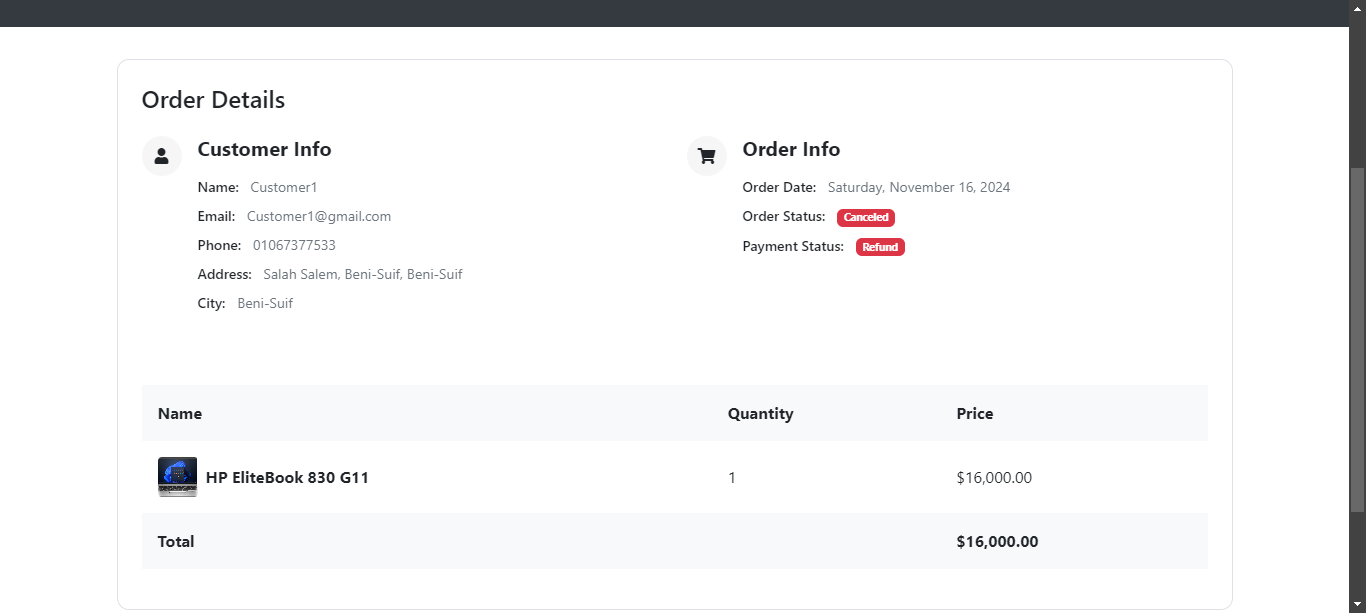 Order Details
Customer Info
Name: Customer1
Email: Customer1@gmail.com
Phone: 01067377533
Address: Salah Salem, Beni-Suif, Beni-Suif
City: Beni-Suif
Order Info
Order Date: Saturday, November 16, 2024
Order Status: Canceled
Payment Status: Refund
Name Quantity Price
HP EliteBook 830 G11 1 $16,000.00
Total $16,000.00